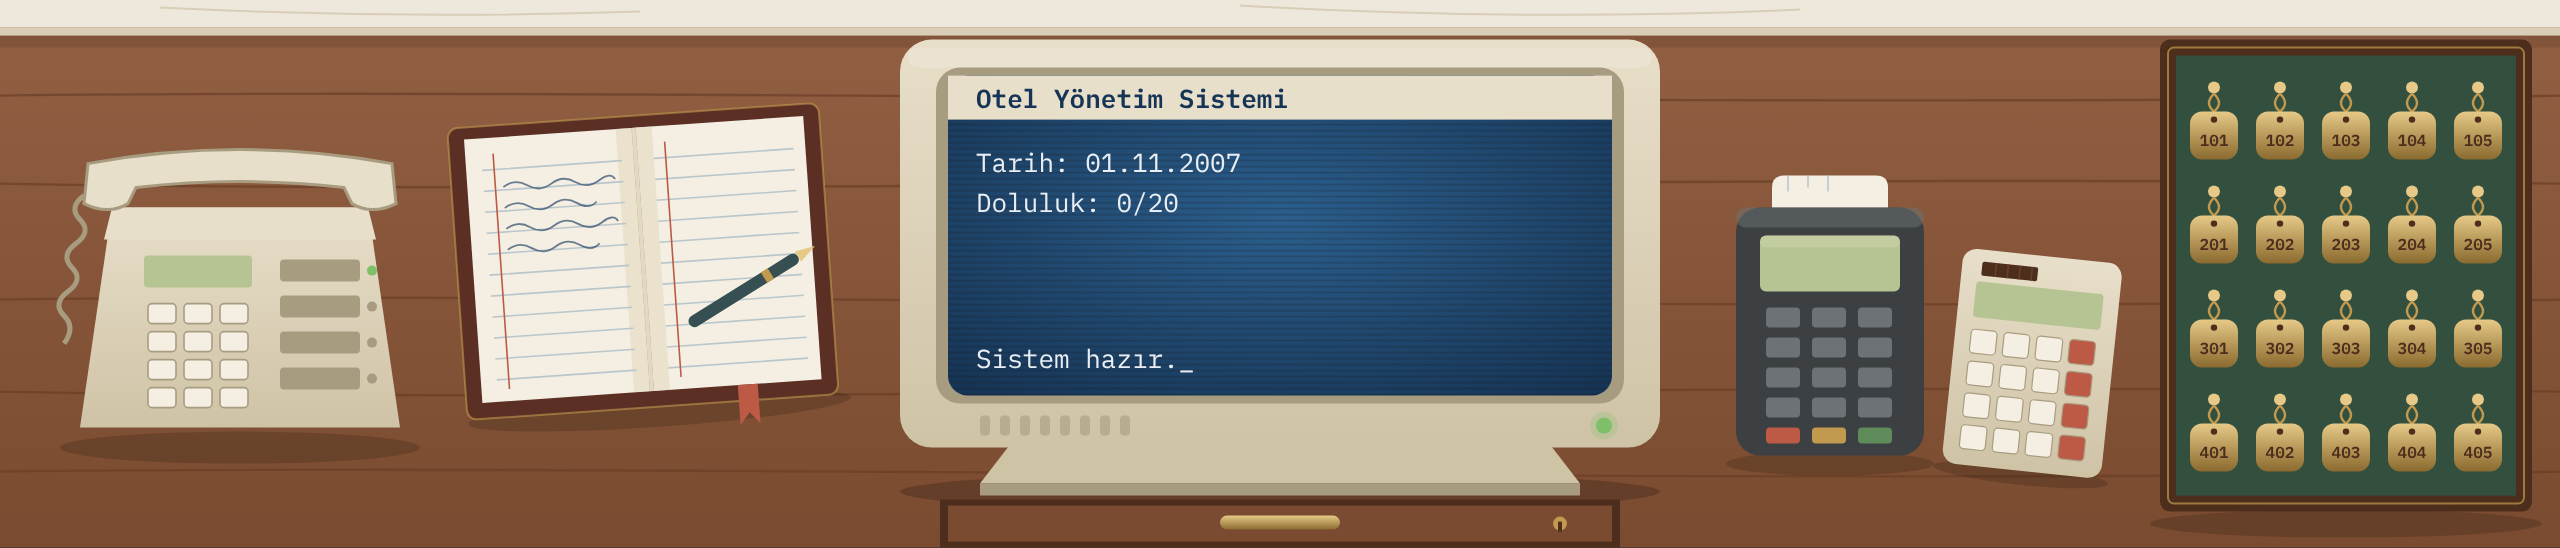 Otel Yönetim Sistemi
Tarih: 01.11.2007
Doluluk: 0/20
Sistem hazır._
101 102 103 104 105
201 202 203 204 205
301 302 303 304 305
401 402 403 404 405